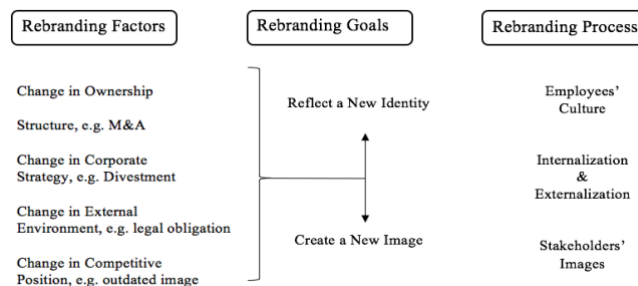 Rebranding Factors
Rebranding Goals
Rebranding Process
Change in Ownership
Structure, e.g. M&A
Change in Corporate
Strategy, e.g. Divestment
Change in External
Environment, e.g. legal obligation
Change in Competitive
Position, e.g. outdated image
Reflect a New Identity
Create a New Image
Employees’
Culture
Internalization
&
Externalization
Stakeholders’
Images